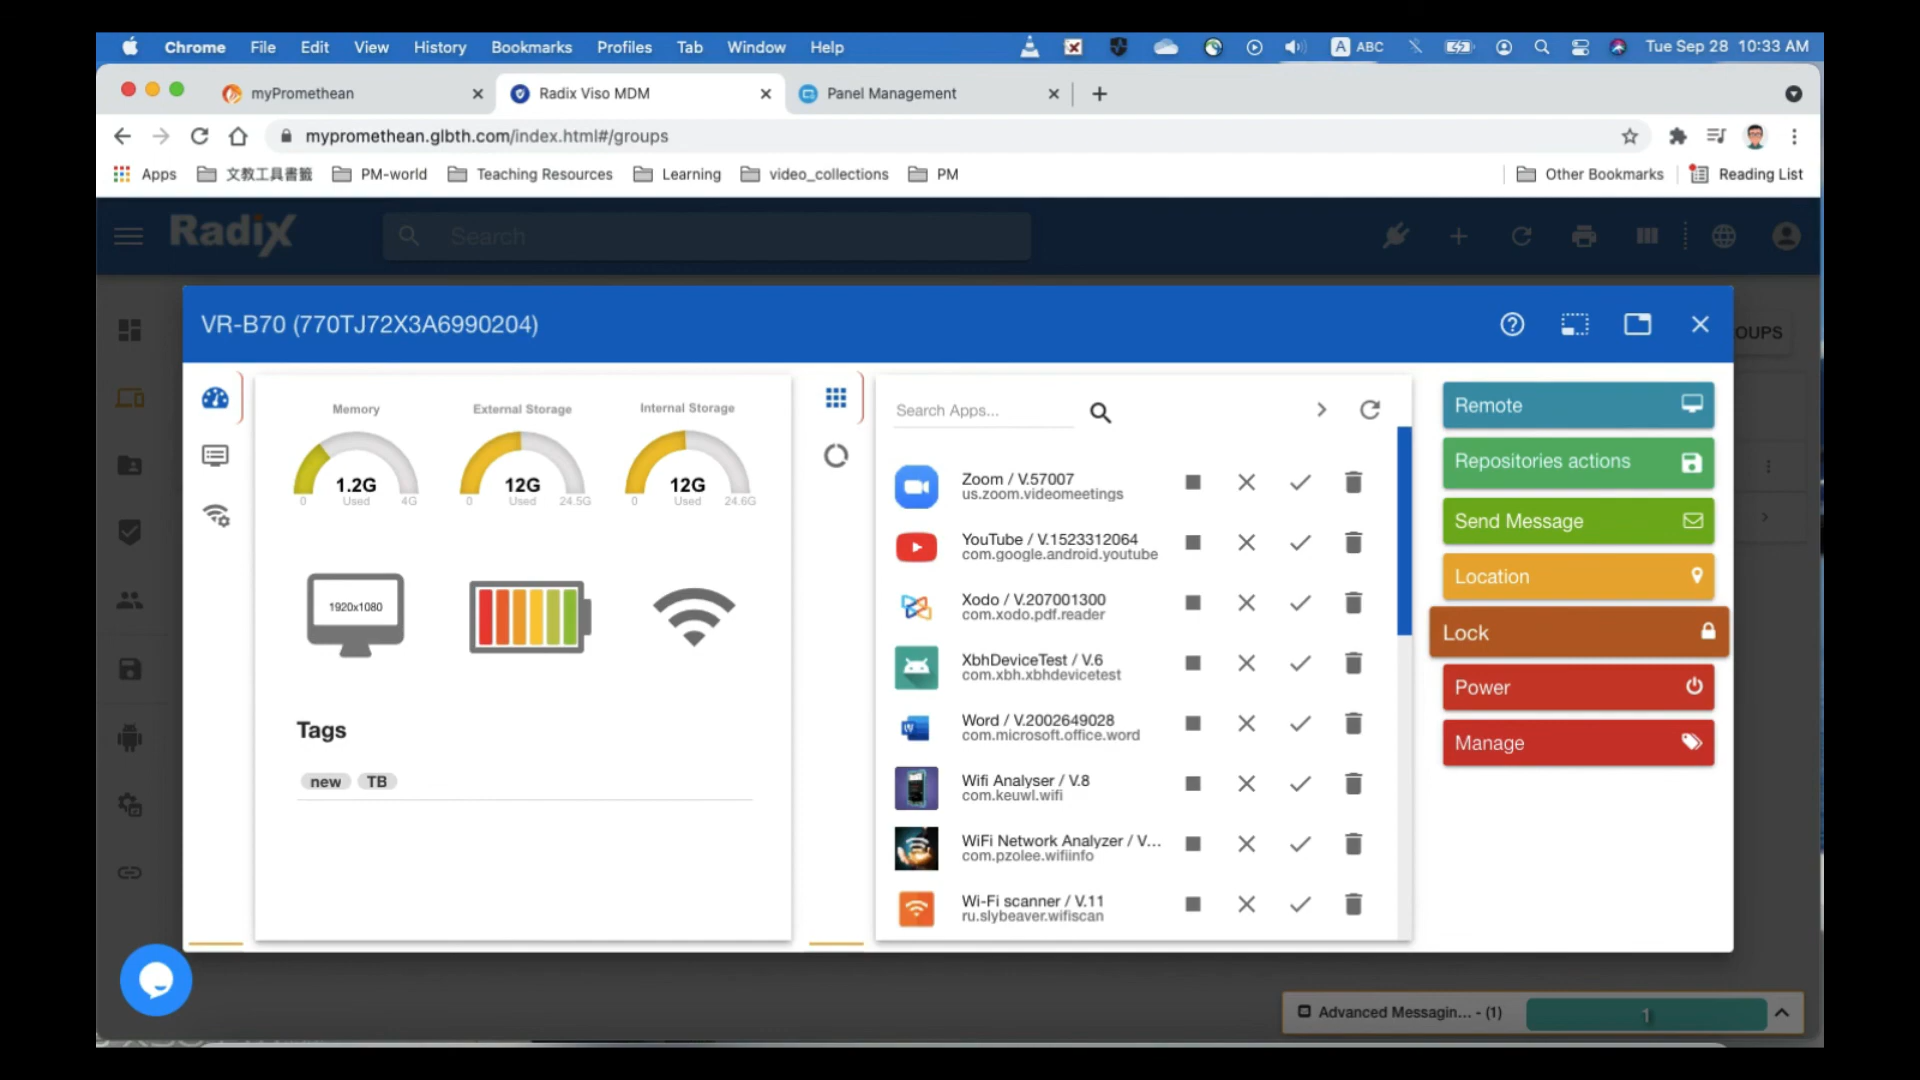 Chrome File Edit View History Bookmarks Profiles Tab Window Help A ABC Tue Sep 28 10:33 AM
myPromethean Radix Viso MDM Panel Management
mypromethean.glbth.com/index.html#/groups
Apps 文教工具書籤 PM-world Teaching Resources Learning video_collections PM Other Bookmarks Reading List
Radix Search
VR-B70 (770TJ72X3A6990204)
OUPS
Memory External Storage Internal Storage
1.2G 12G 12G
0 Used 4G 0 Used 24.5G 0 Used 24.6G
1920x1080
Tags
new TB
Search Apps...
Zoom / V.57007
us.zoom.videomeetings
YouTube / V.1523312064
com.google.android.youtube
Xodo / V.207001300
com.xodo.pdf.reader
XbhDeviceTest / V.6
com.xbh.xbhdevicetest
Word / V.2002649028
com.microsoft.office.word
Wifi Analyser / V.8
com.keuwl.wifi
WiFi Network Analyzer / V...
com.pzolee.wifiinfo
Wi-Fi scanner / V.11
ru.slybeaver.wifiscan
Remote
Repositories actions
Send Message
Location
Lock
Power
Manage
Advanced Messagin... - (1) 1